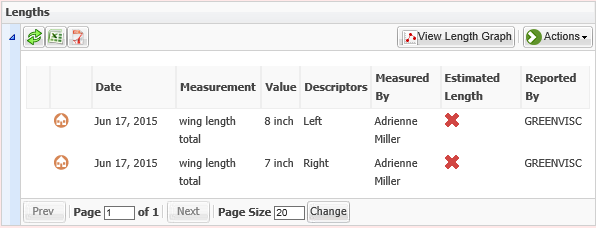 Lengths
View Length Graph Actions
Date Measurement Value Descriptors Measured By Estimated Length Reported By
Jun 17, 2015 wing length total 8 inch Left Adrienne Miller GREENVISC
Jun 17, 2015 wing length total 7 inch Right Adrienne Miller GREENVISC
Prev Page 1 of 1 Next Page Size 20 Change